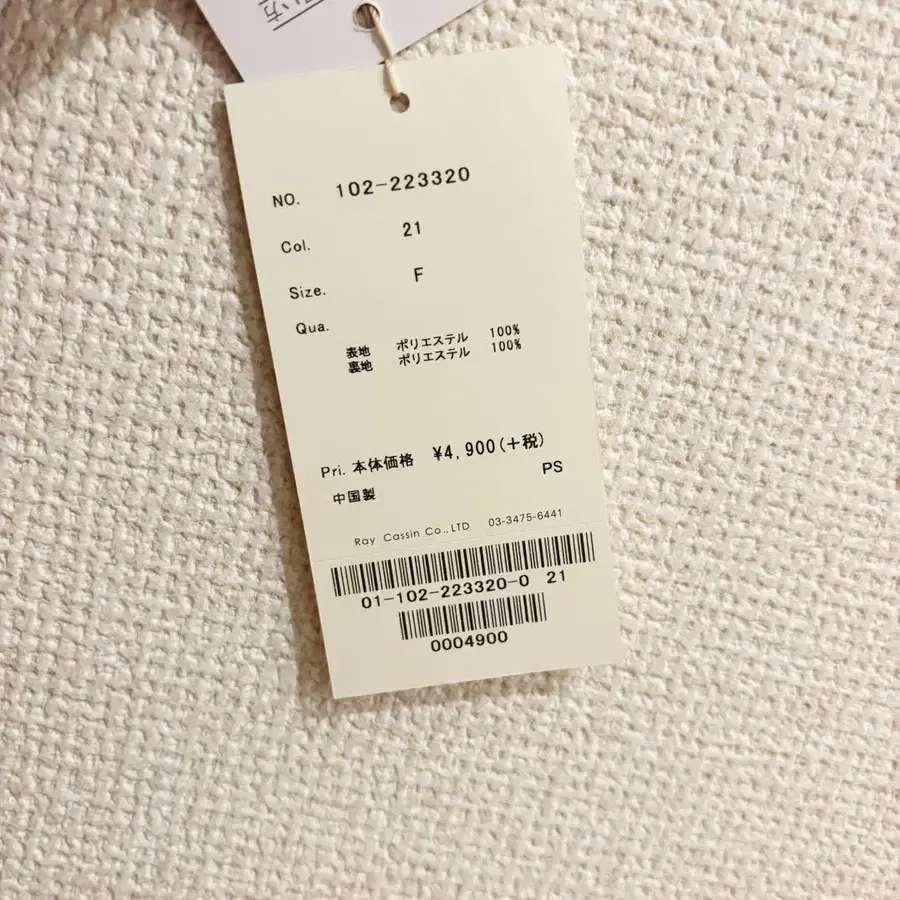 い方
NO. 102-223320
Col. 21
Size. F
Qua.
表地 ポリエステル 100%
裏地 ポリエステル 100%
Pri. 本体価格 ¥4,900(+税)
中国製 PS
Ray Cassin Co.,LTD 03-3475-6441
01-102-223320-0 21
0004900